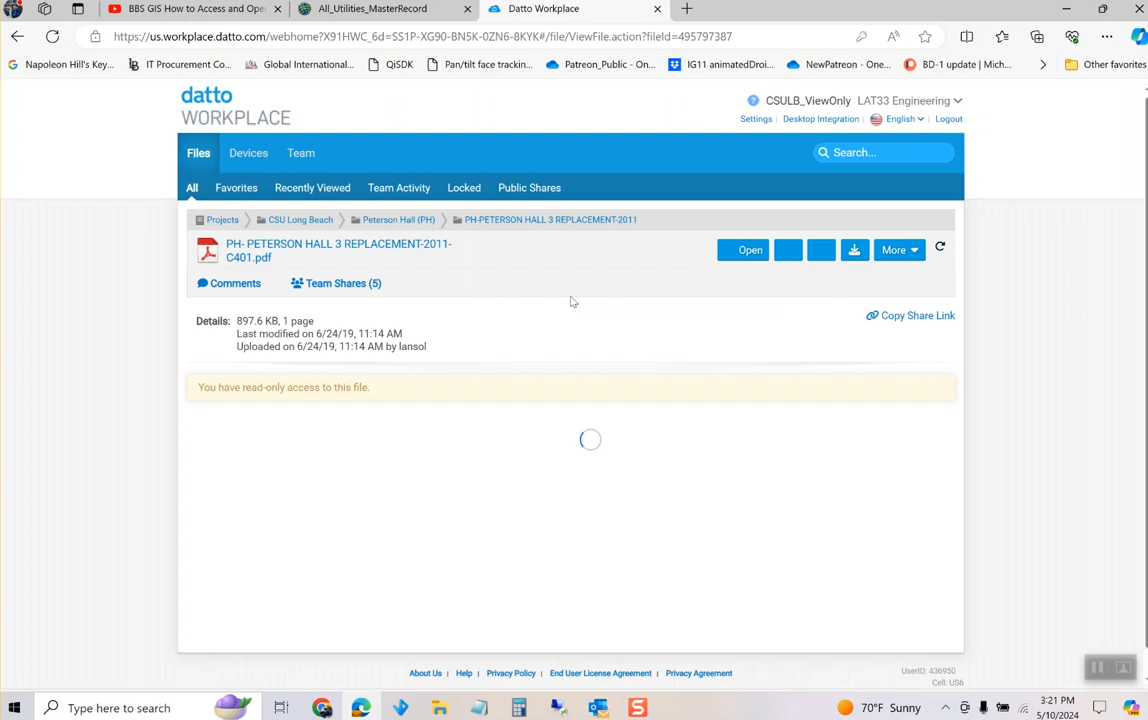 BBS GIS How to Access and Ope
All_Utilities_MasterRecord
Datto Workplace
https://us.workplace.datto.com/webhome?X91HWC_6d=SS1P-XG90-BN5K-0ZN6-8KYK#/file/ViewFile.action?fileId=495797387
Napoleon Hill's Key...
IT Procurement Co...
Global International...
QiSDK
Pan/tilt face trackin...
Patreon_Public - On...
IG11 animatedDroi...
NewPatreon - One...
BD-1 update | Mich...
Other favorites
datto
WORKPLACE
CSULB_ViewOnly LAT33 Engineering
Settings | Desktop Integration | English | Logout
Files Devices Team
Search...
All Favorites Recently Viewed Team Activity Locked Public Shares
Projects CSU Long Beach Peterson Hall (PH) PH-PETERSON HALL 3 REPLACEMENT-2011
PH- PETERSON HALL 3 REPLACEMENT-2011-
C401.pdf
Open
More
Comments Team Shares (5)
Details: 897.6 KB, 1 page
Copy Share Link
Last modified on 6/24/19, 11:14 AM
Uploaded on 6/24/19, 11:14 AM by lansol
You have read-only access to this file.
About Us | Help | Privacy Policy | End User License Agreement | Privacy Agreement
UserID: 436950
Cell: US6
Type here to search
70°F Sunny
3:21 PM
5/10/2024